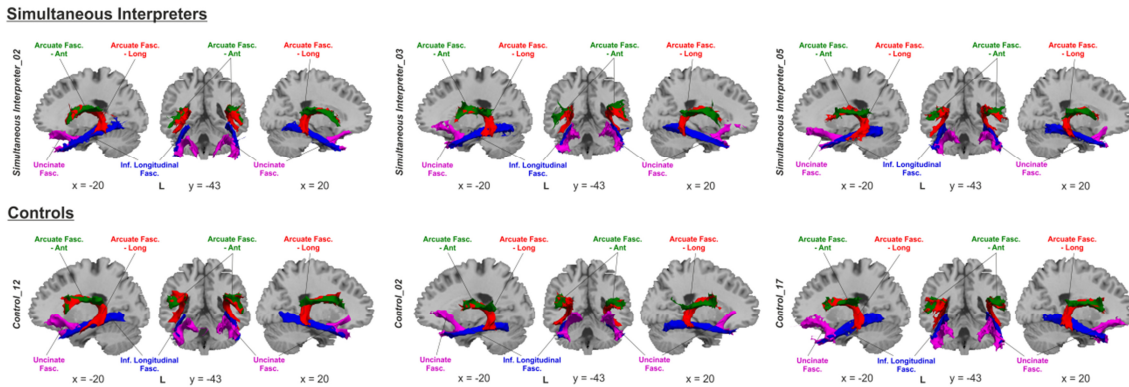 Simultaneous Interpreters
Simultaneous Interpreter_02
Arcuate Fasc.
- Ant
Arcuate Fasc.
- Long
Arcuate Fasc.
- Ant
Arcuate Fasc.
- Long
Uncinate
Fasc.
Inf. Longitudinal
Fasc.
Uncinate
Fasc.
x = -20
L
y = -43
x = 20
Simultaneous Interpreter_03
Arcuate Fasc.
- Ant
Arcuate Fasc.
- Long
Arcuate Fasc.
- Ant
Arcuate Fasc.
- Long
Uncinate
Fasc.
Inf. Longitudinal
Fasc.
Uncinate
Fasc.
x = -20
L
y = -43
x = 20
Simultaneous Interpreter_05
Arcuate Fasc.
- Ant
Arcuate Fasc.
- Long
Arcuate Fasc.
- Ant
Arcuate Fasc.
- Long
Uncinate
Fasc.
Inf. Longitudinal
Fasc.
Uncinate
Fasc.
x = -20
L
y = -43
x = 20
Controls
Control_12
Arcuate Fasc.
- Ant
Arcuate Fasc.
- Long
Arcuate Fasc.
- Ant
Arcuate Fasc.
- Long
Uncinate
Fasc.
Inf. Longitudinal
Fasc.
Uncinate
Fasc.
x = -20
L
y = -43
x = 20
Control_02
Arcuate Fasc.
- Ant
Arcuate Fasc.
- Long
Arcuate Fasc.
- Ant
Arcuate Fasc.
- Long
Uncinate
Fasc.
Inf. Longitudinal
Fasc.
Uncinate
Fasc.
x = -20
L
y = -43
x = 20
Control_17
Arcuate Fasc.
- Ant
Arcuate Fasc.
- Long
Arcuate Fasc.
- Ant
Arcuate Fasc.
- Long
Uncinate
Fasc.
Inf. Longitudinal
Fasc.
Uncinate
Fasc.
x = -20
L
y = -43
x = 20